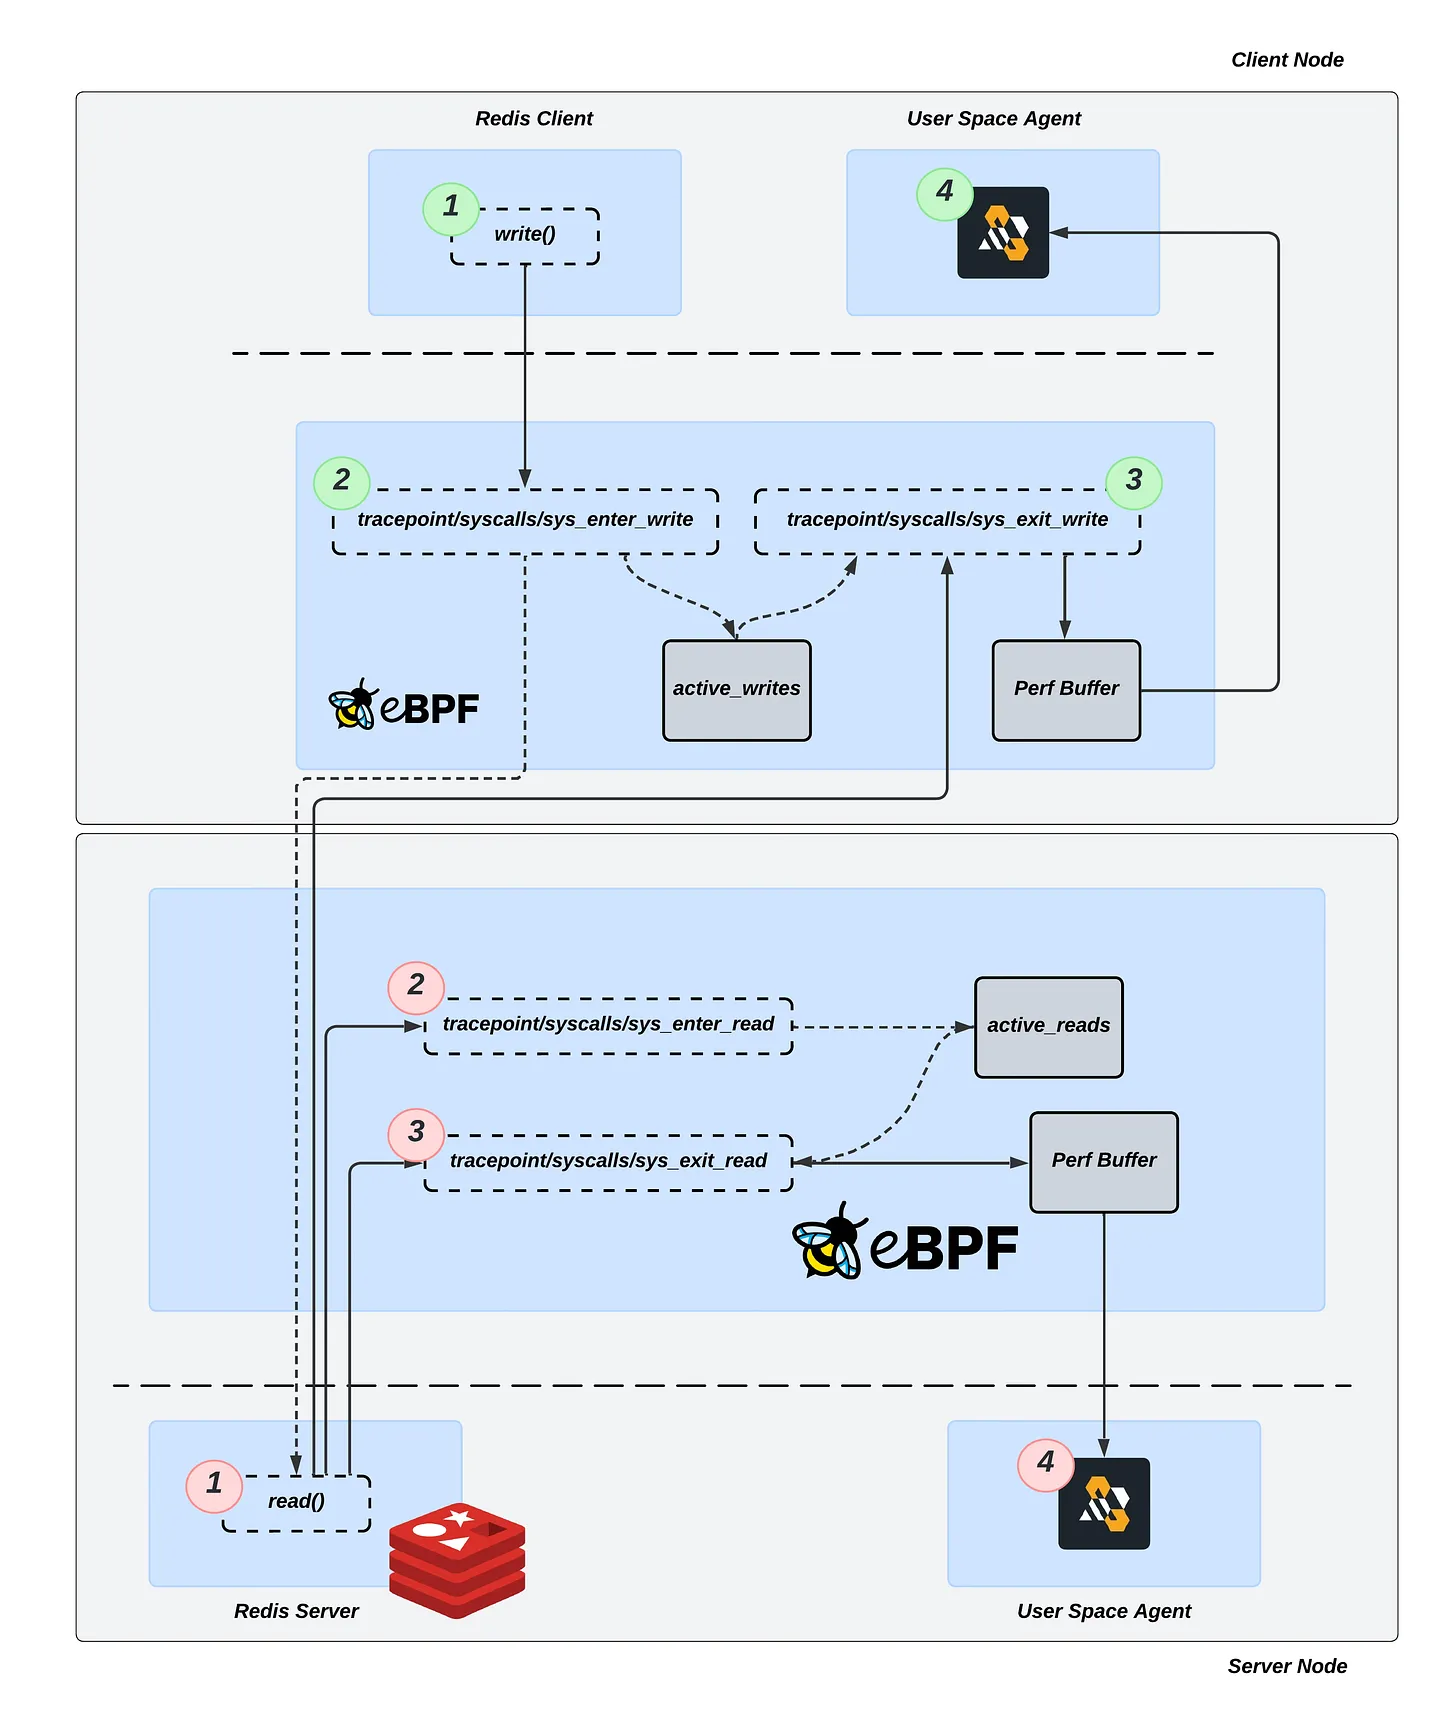 Client Node
Redis Client
User Space Agent
1
write()
4
2
tracepoint/syscalls/sys_enter_write
3
tracepoint/syscalls/sys_exit_write
active_writes
Perf Buffer
eBPF
2
tracepoint/syscalls/sys_enter_read
active_reads
3
tracepoint/syscalls/sys_exit_read
Perf Buffer
eBPF
1
read()
4
Redis Server
User Space Agent
Server Node